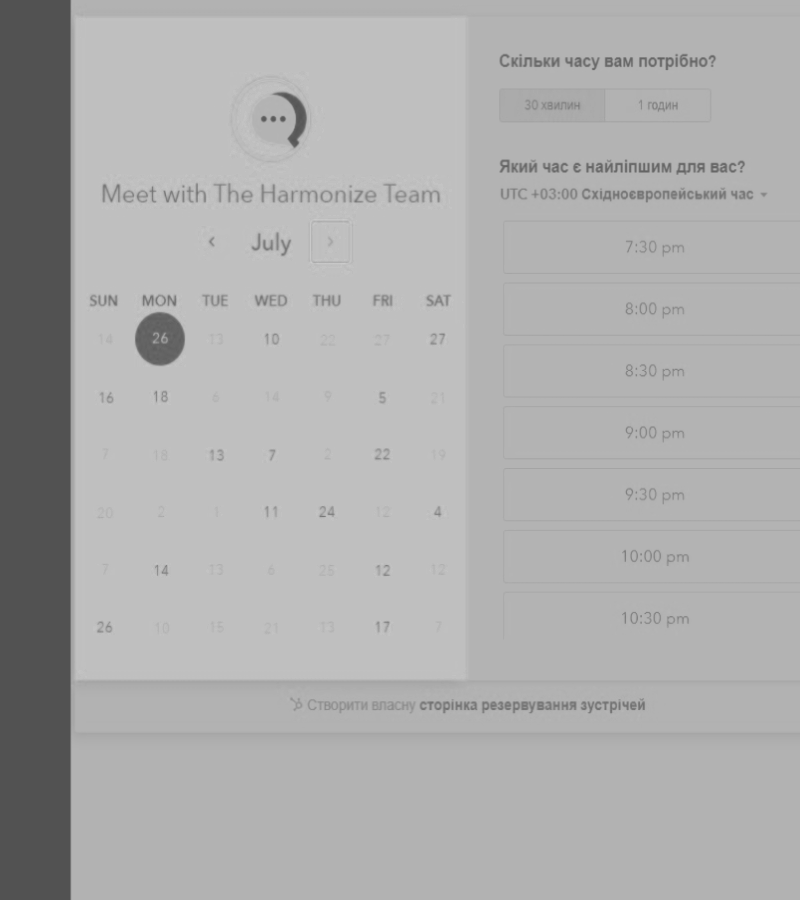 Meet with The Harmonize Team
July
SUN MON TUE WED THU FRI SAT
14 26 13 10 22 27 27
16 18 6 14 9 5 21
7 18 13 7 2 22 19
20 2 1 11 24 12 4
7 14 13 6 25 12 12
26 10 15 21 13 17 7
Скільки часу вам потрібно?
30 хвилин 1 годин
Який час є найліпшим для вас?
UTC +03:00 Східноєвропейський час
7:30 pm
8:00 pm
8:30 pm
9:00 pm
9:30 pm
10:00 pm
10:30 pm
Створити власну сторінка резервування зустрічей